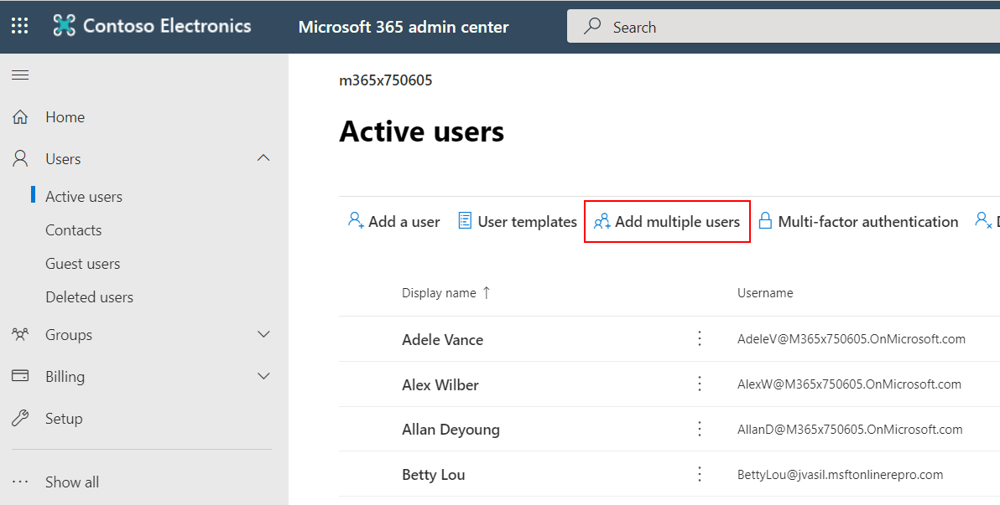 Contoso Electronics
Microsoft 365 admin center
Search
Home
Users
Active users
Contacts
Guest users
Deleted users
Groups
Billing
Setup
Show all
m365x750605
Active users
Add a user
User templates
Add multiple users
Multi-factor authentication
Display name ↑
Username
Adele Vance
AdeleV@M365x750605.OnMicrosoft.com
Alex Wilber
AlexW@M365x750605.OnMicrosoft.com
Allan Deyoung
AllanD@M365x750605.OnMicrosoft.com
Betty Lou
BettyLou@jvasil.msftonlinerepro.com